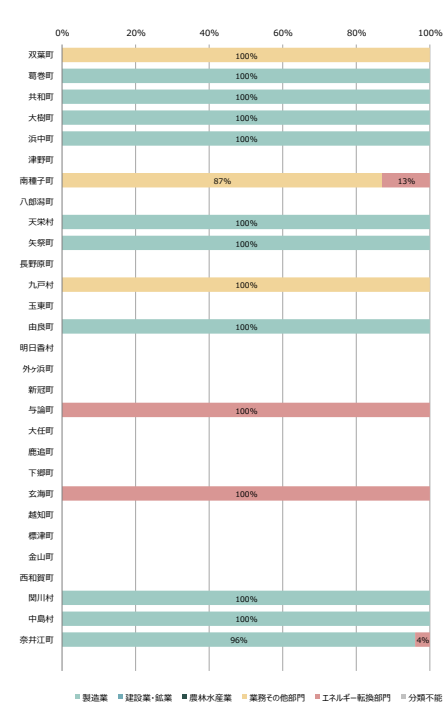 0% 20% 40% 60% 80% 100%
双葉町 100%
葛巻町 100%
共和町 100%
大樹町 100%
浜中町 100%
津野町
南種子町 87% 13%
八郎潟町
天栄村 100%
矢祭町 100%
長野原町
九戸村 100%
玉東町
由良町 100%
明日香村
外ヶ浜町
新冠町
与論町 100%
大任町
鹿追町
下郷町
玄海町 100%
越知町
標津町
金山町
西和賀町
関川村 100%
中島村 100%
奈井江町 96% 4%
製造業 建設業・鉱業 農林水産業 業務その他部門 エネルギー転換部門 分類不能